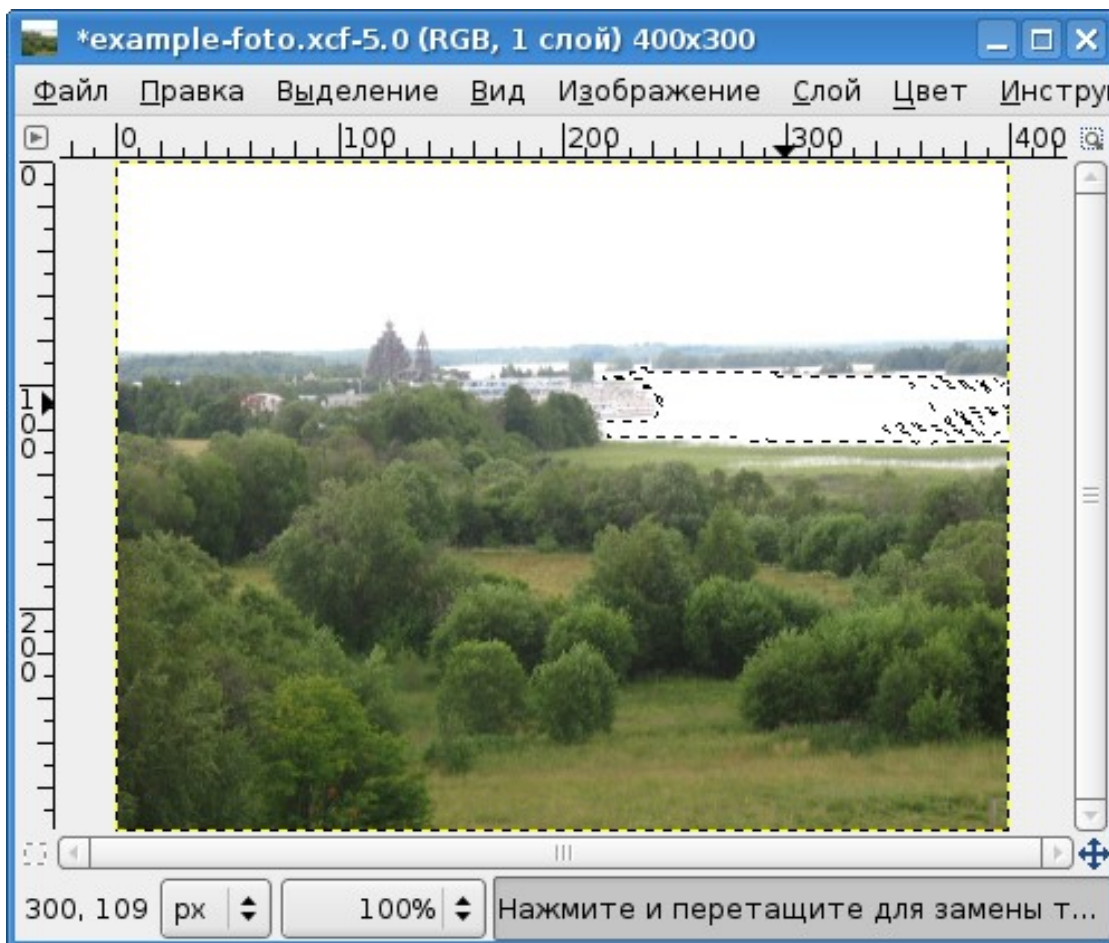 *example-foto.xcf-5.0 (RGB, 1 слой) 400x300
Файл Правка Выделение Вид Изображение Слой Цвет Инстру
0 100 200 300 400
0
100
200
300, 109 px 100% Нажмите и перетащите для замены т...